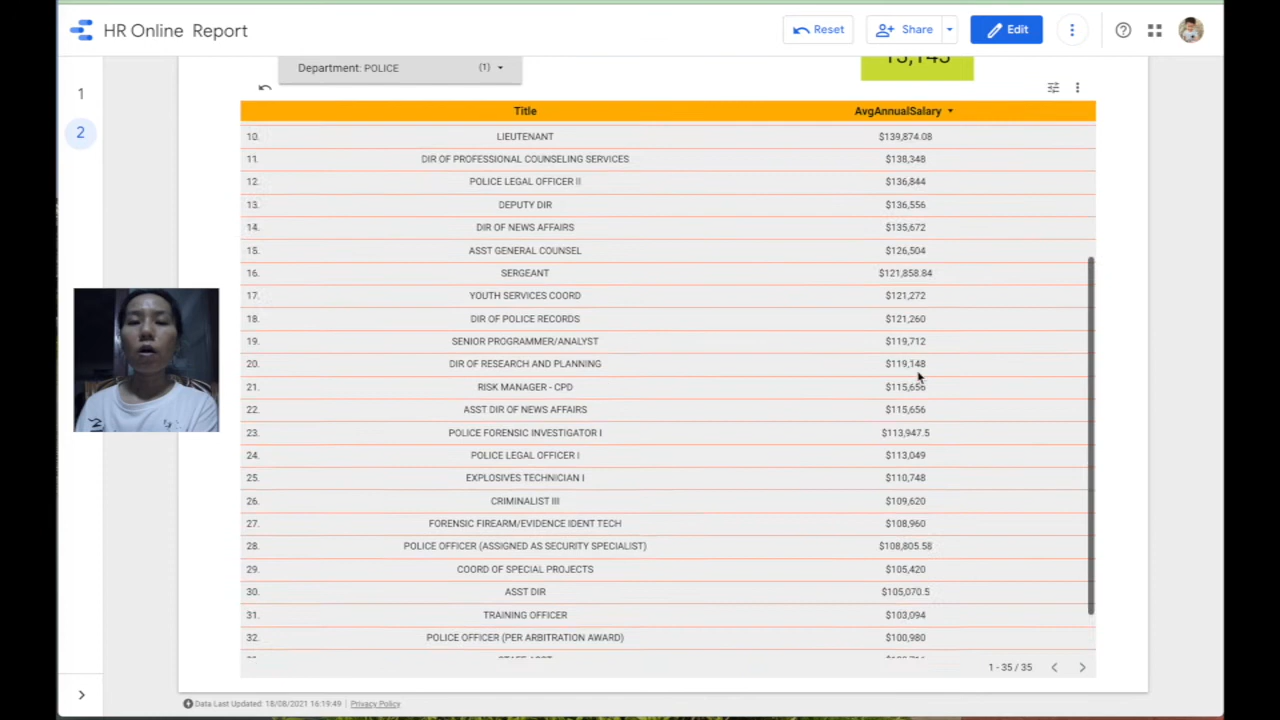 HR Online Report
Reset
Share
Edit
1
2
Department: POLICE (1)
Title AvgAnnualSalary
10. LIEUTENANT $139,874.08
11. DIR OF PROFESSIONAL COUNSELING SERVICES $138,348
12. POLICE LEGAL OFFICER II $136,844
13. DEPUTY DIR $136,556
14. DIR OF NEWS AFFAIRS $135,672
15. ASST GENERAL COUNSEL $126,504
16. SERGEANT $121,858.84
17. YOUTH SERVICES COORD $121,272
18. DIR OF POLICE RECORDS $121,260
19. SENIOR PROGRAMMER/ANALYST $119,712
20. DIR OF RESEARCH AND PLANNING $119,148
21. RISK MANAGER - CPD $115,656
22. ASST DIR OF NEWS AFFAIRS $115,656
23. POLICE FORENSIC INVESTIGATOR I $113,947.5
24. POLICE LEGAL OFFICER I $113,049
25. EXPLOSIVES TECHNICIAN I $110,748
26. CRIMINALIST III $109,620
27. FORENSIC FIREARM/EVIDENCE IDENT TECH $108,960
28. POLICE OFFICER (ASSIGNED AS SECURITY SPECIALIST) $108,805.58
29. COORD OF SPECIAL PROJECTS $105,420
30. ASST DIR $105,070.5
31. TRAINING OFFICER $103,094
32. POLICE OFFICER (PER ARBITRATION AWARD) $100,980
1 - 35 / 35
Data Last Updated: 18/08/2021 16:19:49 | Privacy Policy